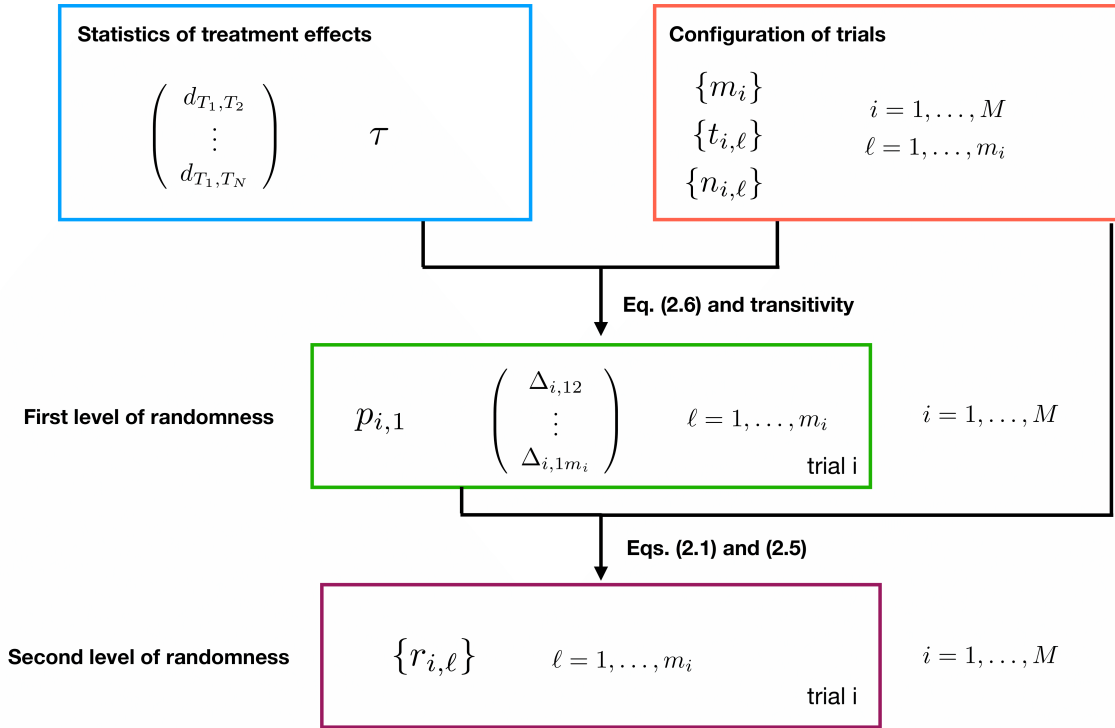 Statistics of treatment effects
d_{T_1,T_2}
⋮
d_{T_1,T_N}
τ
Configuration of trials
{m_i}
{t_{i,ℓ}}
{n_{i,ℓ}}
i = 1, . . . , M
ℓ = 1, . . . , m_i
Eq. (2.6) and transitivity
First level of randomness
p_{i,1}
Δ_{i,12}
⋮
Δ_{i,1m_i}
ℓ = 1, . . . , m_i
trial i
i = 1, . . . , M
Eqs. (2.1) and (2.5)
Second level of randomness
{r_{i,ℓ}}
ℓ = 1, . . . , m_i
trial i
i = 1, . . . , M